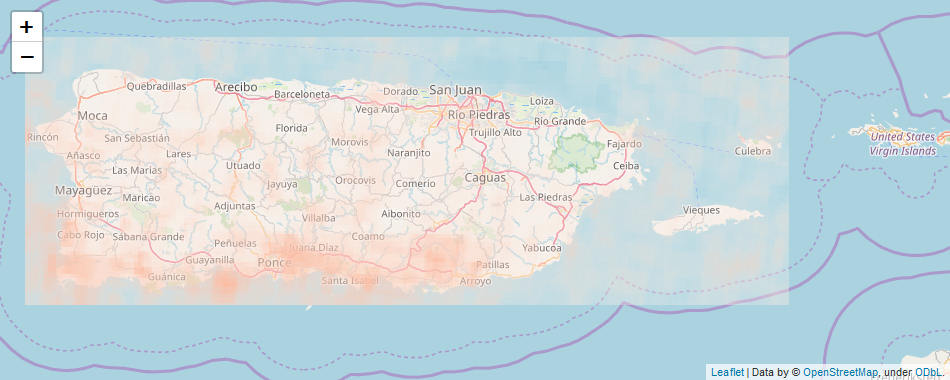 +
−
Quebradillas
Arecibo
Barceloneta
Dorado
San Juan
Loiza
Moca
Vega Alta
Río Piedras
Río Grande
Rincón
San Sebastián
Florida
Morovis
Trujillo Alto
Fajardo
United States
Virgin Islands
Añasco
Lares
Utuado
Naranjito
Culebra
Las Marías
Ceiba
Mayagüez
Maricao
Jayuya
Orocovis
Comerio
Caguas
Las Piedras
Hormigueros
Adjuntas
Villalba
Aibonito
Vieques
Cabo Rojo
Sabana Grande
Peñuelas
Juana Díaz
Coamo
Yabucoa
Guayanilla
Ponce
Patillas
Guánica
Santa Isabel
Arroyo
Leaflet | Data by © OpenStreetMap, under ODbL.